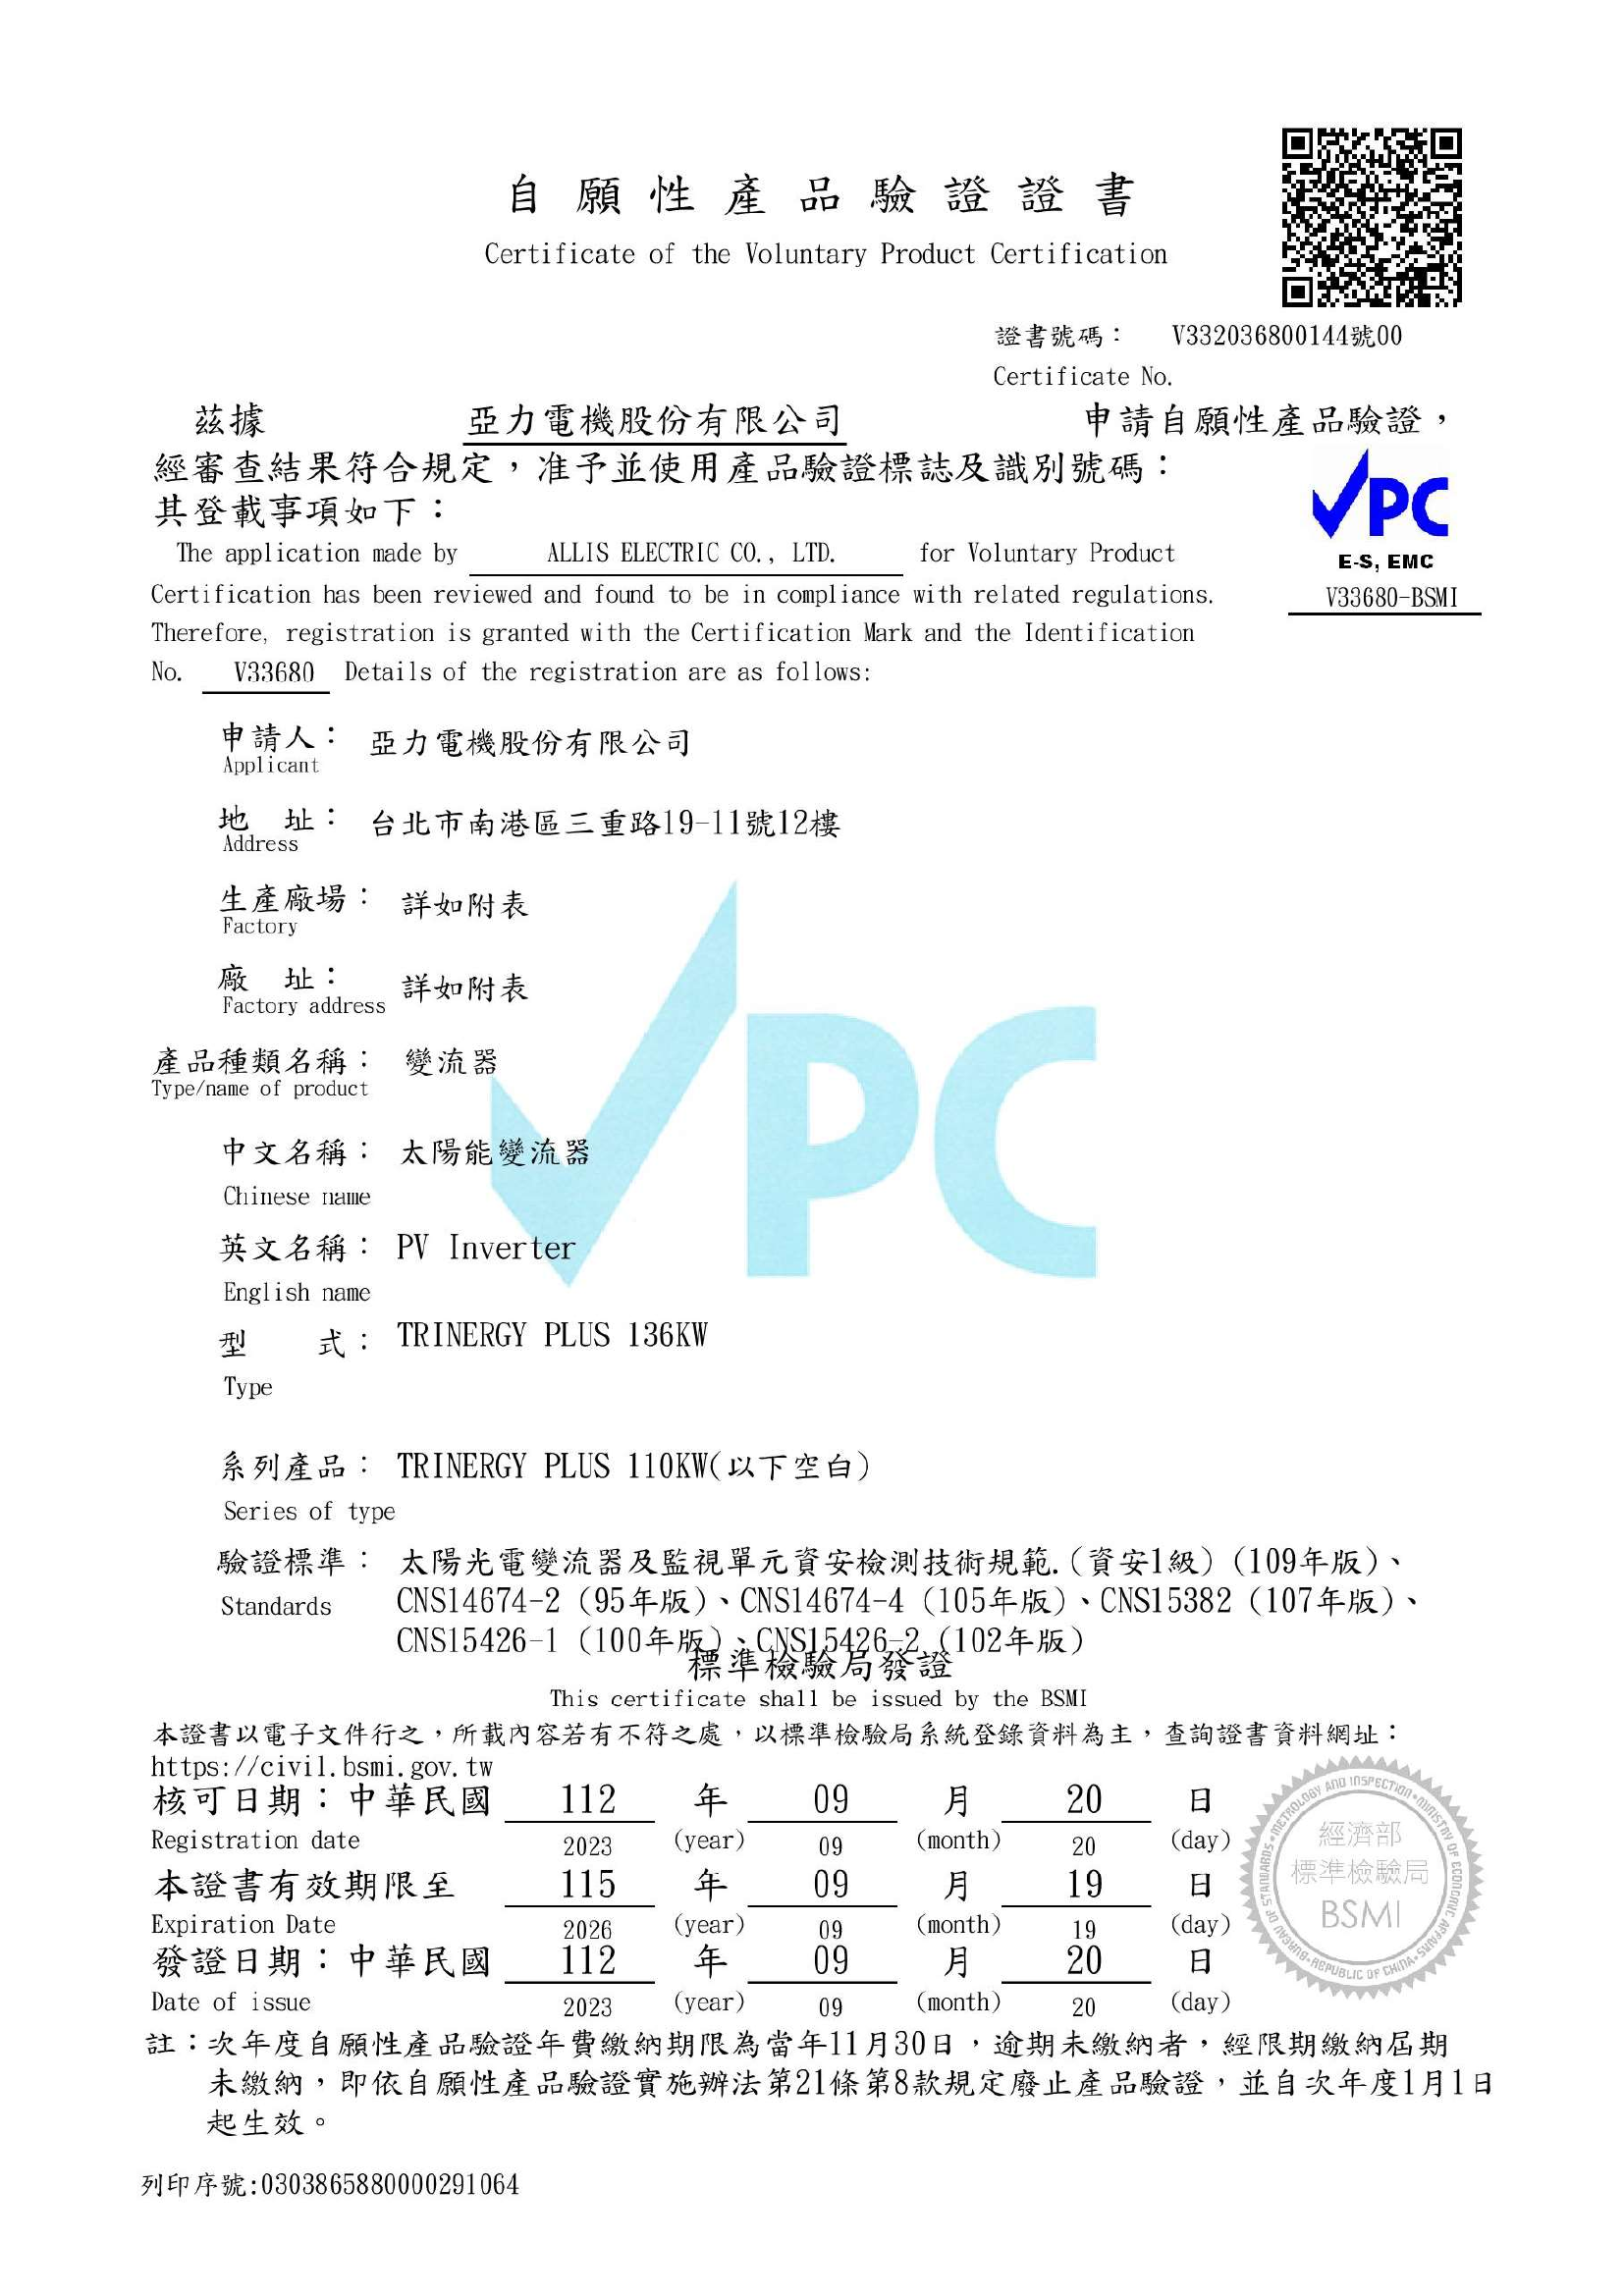 自願性產品驗證證書
Certificate of the Voluntary Product Certification
證書號碼： V332036800144號00
Certificate No.
茲據 亞力電機股份有限公司 申請自願性產品驗證，
經審查結果符合規定，准予並使用產品驗證標誌及識別號碼：
其登載事項如下：
VPC
E-S, EMC
V33680-BSMI
The application made by ALLIS ELECTRIC CO., LTD. for Voluntary Product
Certification has been reviewed and found to be in compliance with related regulations.
Therefore, registration is granted with the Certification Mark and the Identification
No. V33680 Details of the registration are as follows:
申請人： 亞力電機股份有限公司
Applicant
地 址： 台北市南港區三重路19-11號12樓
Address
生產廠場： 詳如附表
Factory
廠 址： 詳如附表
Factory address
產品種類名稱： 變流器
Type/name of product
中文名稱： 太陽能變流器
Chinese name
英文名稱： PV Inverter
English name
型 式： TRINERGY PLUS 136KW
Type
系列產品： TRINERGY PLUS 110KW(以下空白)
Series of type
驗證標準： 太陽光電變流器及監視單元資安檢測技術規範.(資安1級)(109年版)、
Standards CNS14674-2 (95年版)、CNS14674-4 (105年版)、CNS15382 (107年版)、
CNS15426-1 (100年版)、CNS15426-2 (102年版)
標準檢驗局發證
This certificate shall be issued by the BSMI
本證書以電子文件行之，所載內容若有不符之處，以標準檢驗局系統登錄資料為主，查詢證書資料網址：
https://civil.bsmi.gov.tw
核可日期：中華民國 112 年 09 月 20 日
Registration date 2023 (year) 09 (month) 20 (day)
本證書有效期限至 115 年 09 月 19 日
Expiration Date 2026 (year) 09 (month) 19 (day)
發證日期：中華民國 112 年 09 月 20 日
Date of issue 2023 (year) 09 (month) 20 (day)
BUREAU OF STANDARDS•METROLOGY AND INSPECTION•MINISTRY OF ECONOMIC AFFAIRS•REPUBLIC OF CHINA•
經濟部
標準檢驗局
BSMI
註：次年度自願性產品驗證年費繳納期限為當年11月30日，逾期未繳納者，經限期繳納屆期
未繳納，即依自願性產品驗證實施辦法第21條第8款規定廢止產品驗證，並自次年度1月1日
起生效。
列印序號:0303865880000291064